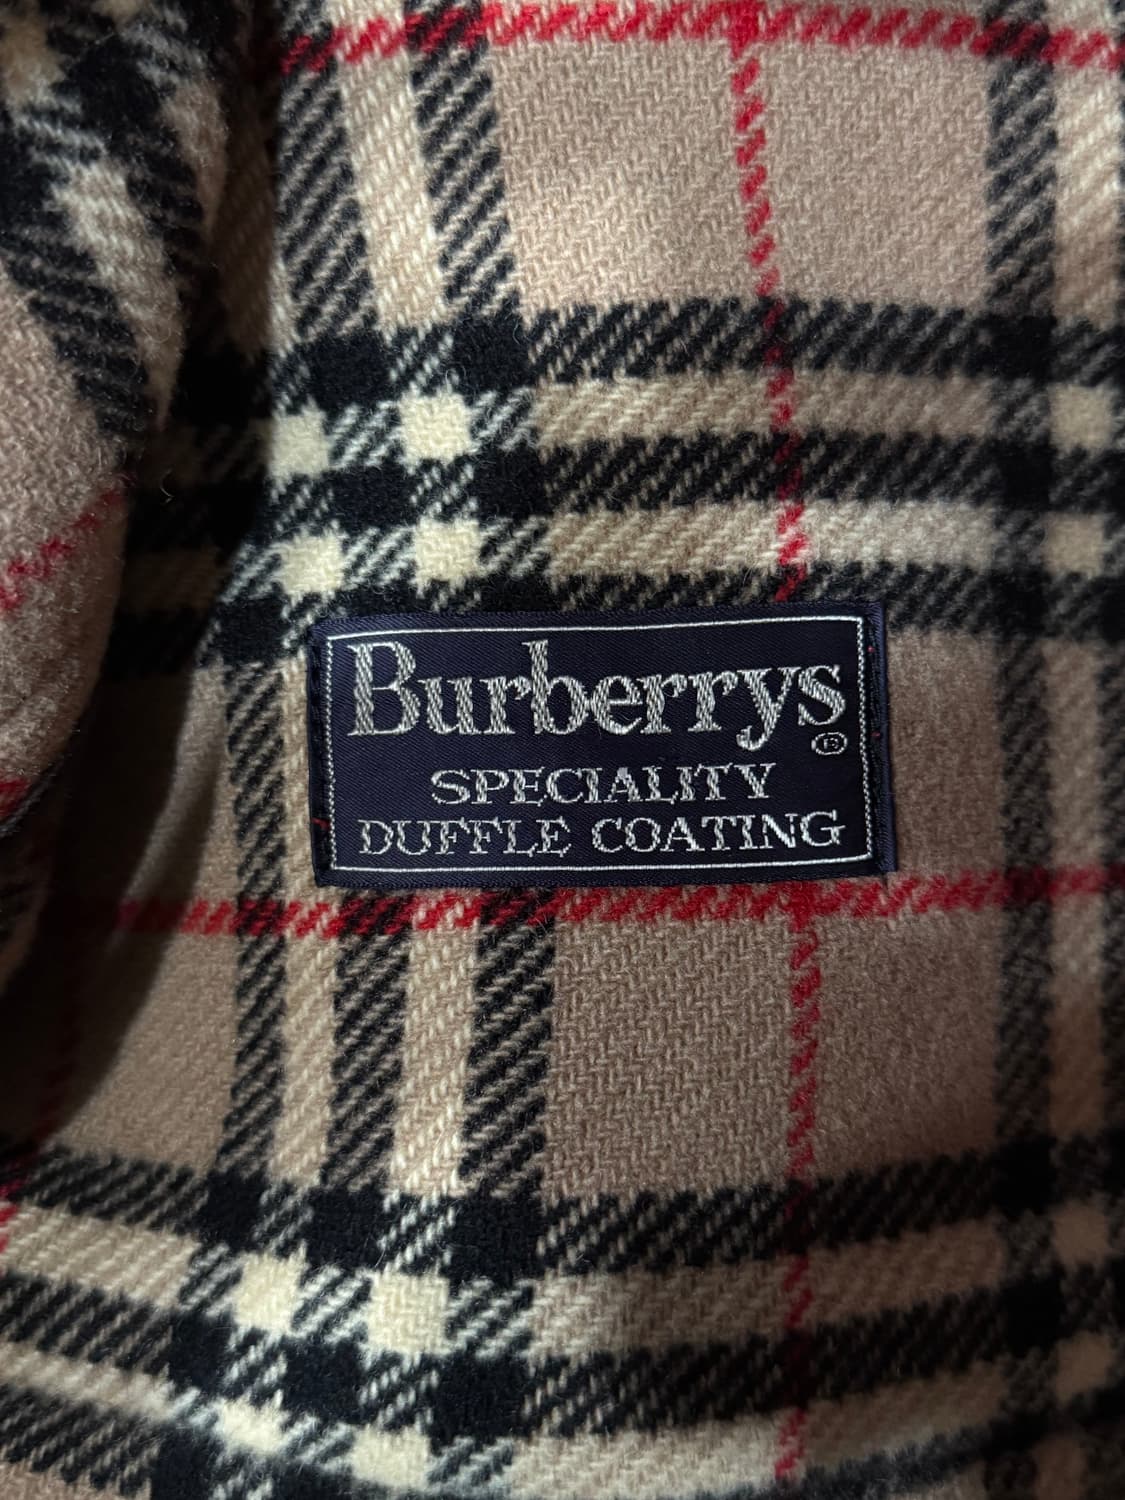 Burberrys
®
SPECIALITY
DUFFLE COATING